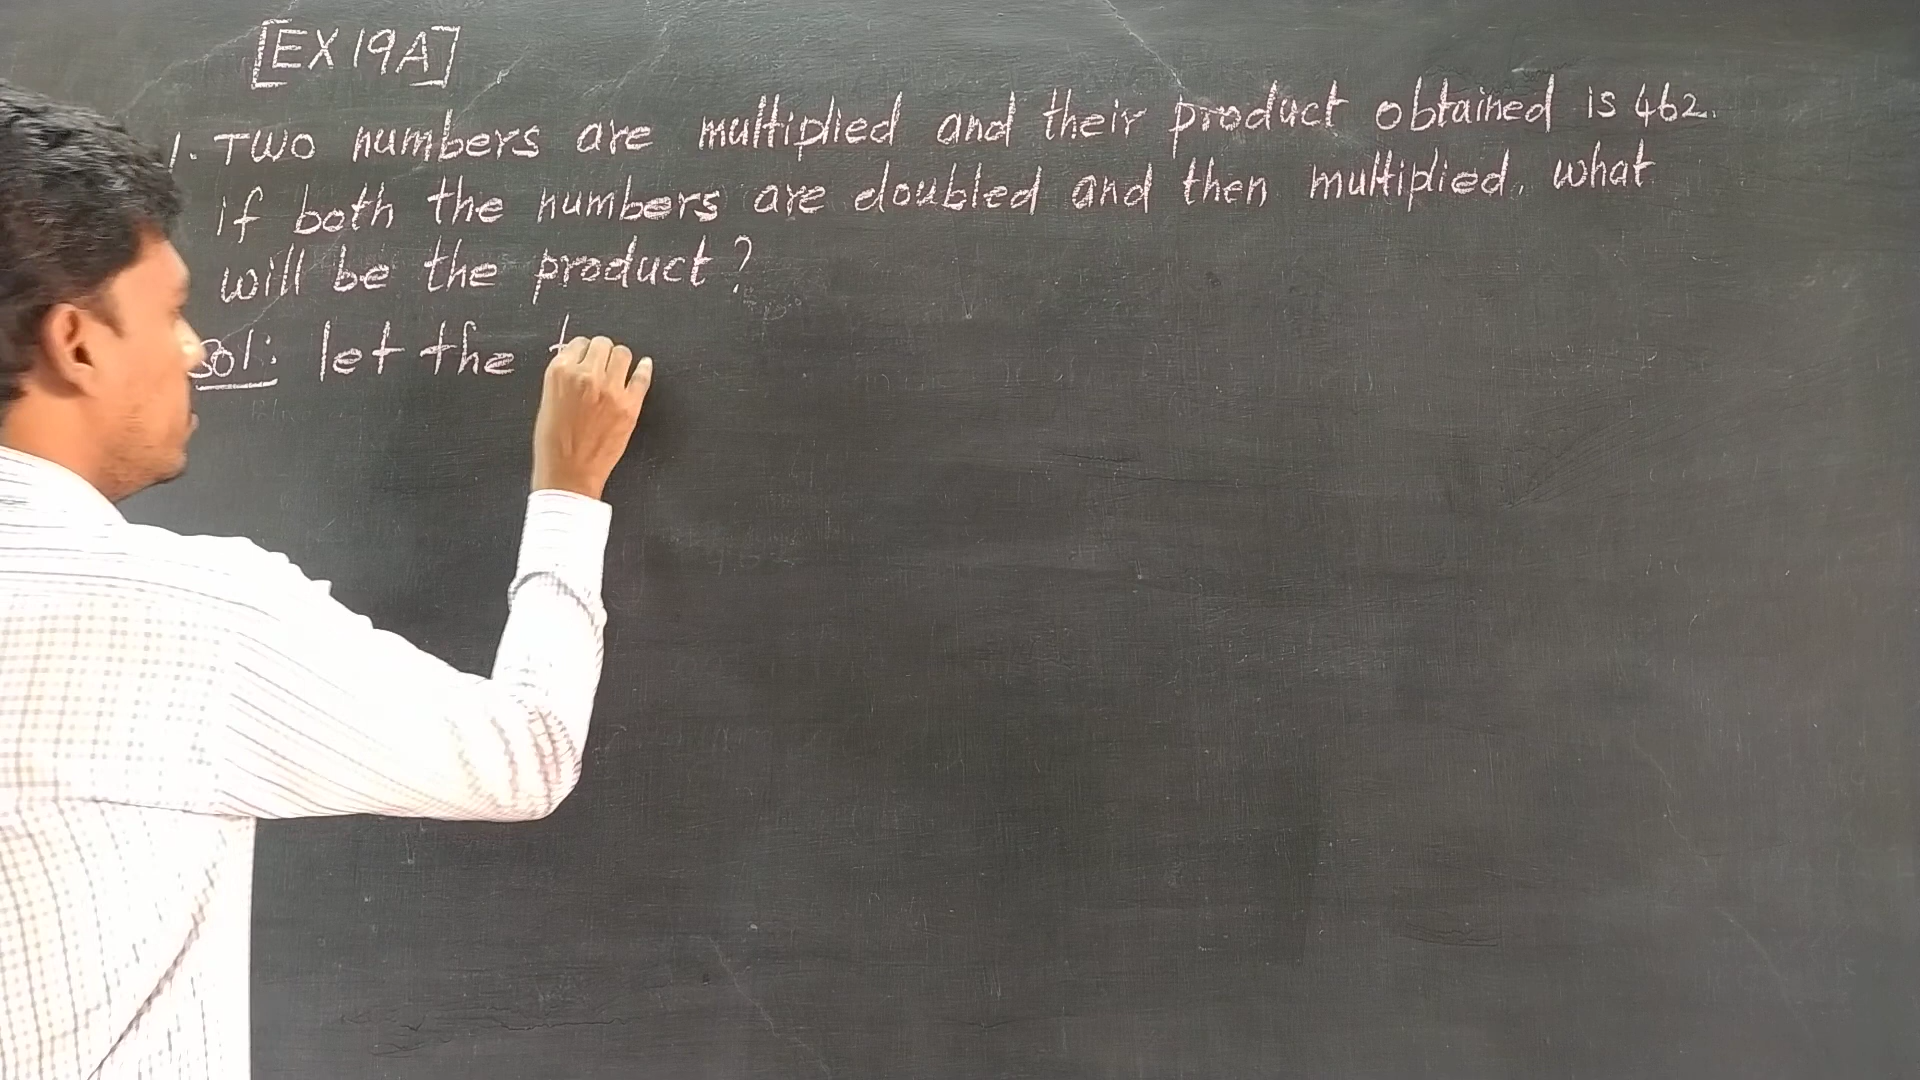 [EX 19A]
1. Two numbers are multiplied and their product obtained is 462.
if both the numbers are doubled and then multiplied, what
will be the product?
Sol: let the